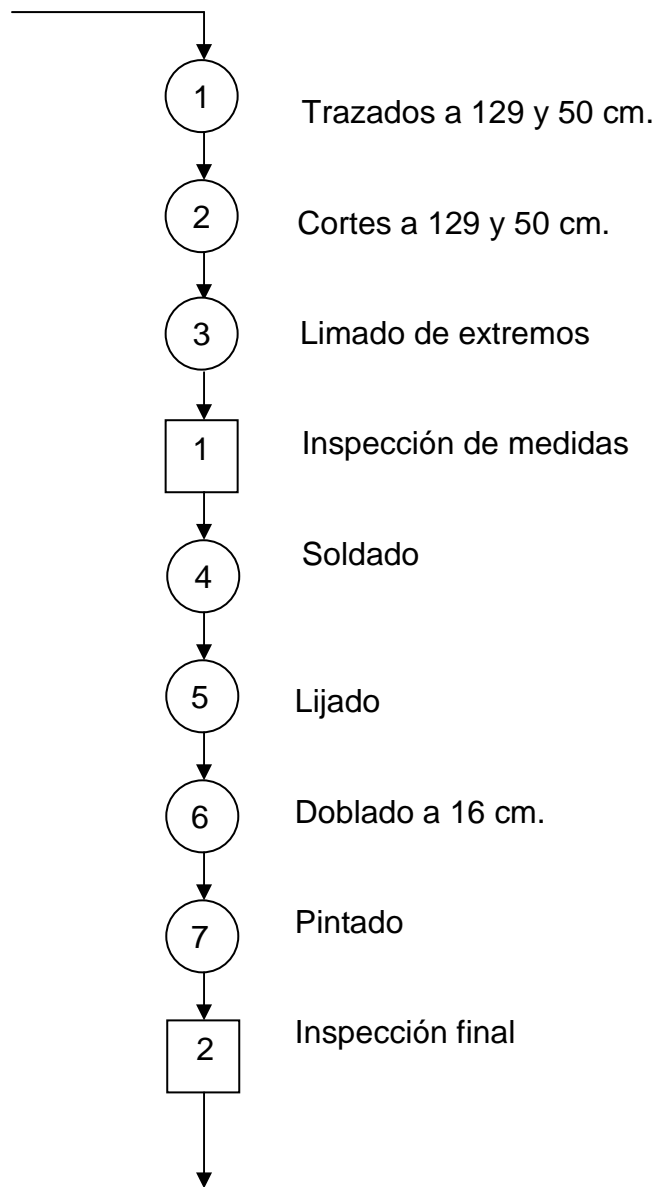 1 Trazados a 129 y 50 cm.
2 Cortes a 129 y 50 cm.
3 Limado de extremos
1 Inspección de medidas
4 Soldado
5 Lijado
6 Doblado a 16 cm.
7 Pintado
2 Inspección final